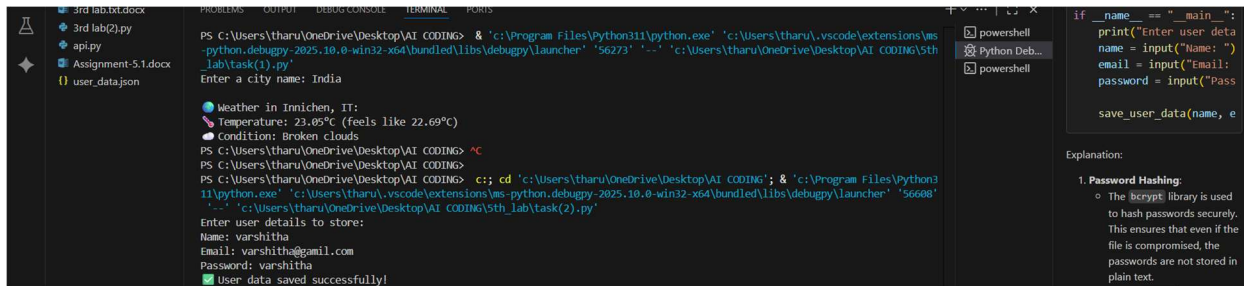 3rd lab.txt.docx
3rd lab(2).py
api.py
Assignment-5.1.docx
{} user_data.json
PROBLEMS OUTPUT DEBUG CONSOLE TERMINAL PORTS
PS C:\Users\tharu\OneDrive\Desktop\AI CODING> & 'c:\Program Files\Python311\python.exe' 'c:\Users\tharu\.vscode\extensions\ms
-python.debugpy-2025.10.0-win32-x64\bundled\libs\debugpy\launcher' '56273' '--' 'c:\Users\tharu\OneDrive\Desktop\AI CODING\5th
_lab\task(1).py'
Enter a city name: India
🌍 Weather in Innichen, IT:
🌡 Temperature: 23.05°C (feels like 22.69°C)
☁ Condition: Broken clouds
PS C:\Users\tharu\OneDrive\Desktop\AI CODING> ^C
PS C:\Users\tharu\OneDrive\Desktop\AI CODING>
PS C:\Users\tharu\OneDrive\Desktop\AI CODING> c:; cd 'c:\Users\tharu\OneDrive\Desktop\AI CODING'; & 'c:\Program Files\Python3
11\python.exe' 'c:\Users\tharu\.vscode\extensions\ms-python.debugpy-2025.10.0-win32-x64\bundled\libs\debugpy\launcher' '56608'
'--' 'c:\Users\tharu\OneDrive\Desktop\AI CODING\5th_lab\task(2).py'
Enter user details to store:
Name: varshitha
Email: varshitha@gamil.com
Password: varshitha
✅ User data saved successfully!
powershell
Python Deb...
powershell
if __name__ == "__main__":
print("Enter user deta
name = input("Name: ")
email = input("Email:
password = input("Pass
save_user_data(name, e
Explanation:
1. Password Hashing:
The bcrypt library is used
to hash passwords securely.
This ensures that even if the
file is compromised, the
passwords are not stored in
plain text.